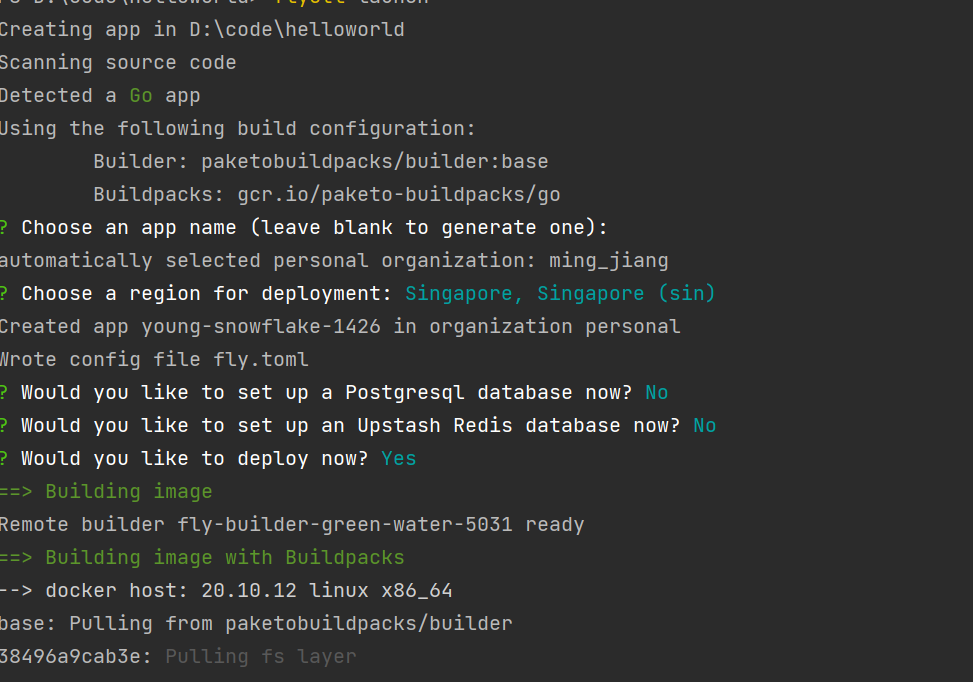 Creating app in D:\code\helloworld
Scanning source code
Detected a Go app
Using the following build configuration:
Builder: paketobuildpacks/builder:base
Buildpacks: gcr.io/paketo-buildpacks/go
? Choose an app name (leave blank to generate one):
automatically selected personal organization: ming_jiang
? Choose a region for deployment: Singapore, Singapore (sin)
Created app young-snowflake-1426 in organization personal
Wrote config file fly.toml
? Would you like to set up a Postgresql database now? No
? Would you like to set up an Upstash Redis database now? No
? Would you like to deploy now? Yes
==> Building image
Remote builder fly-builder-green-water-5031 ready
==> Building image with Buildpacks
--> docker host: 20.10.12 linux x86_64
base: Pulling from paketobuildpacks/builder
38496a9cab3e: Pulling fs layer